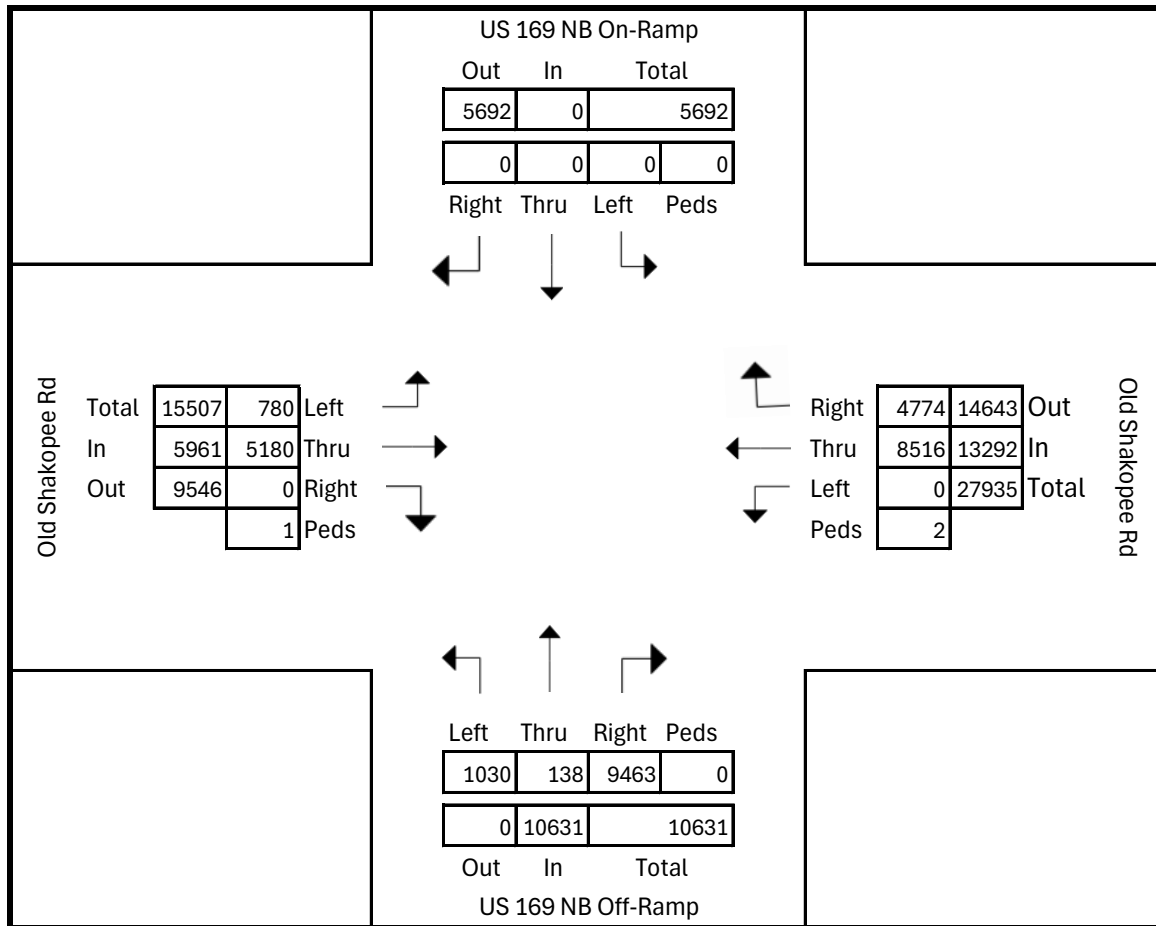 US 169 NB On-Ramp
Out In Total
5692 0 5692
0 0 0 0
Right Thru Left Peds
Old Shakopee Rd
Total 15507 780 Left
In 5961 5180 Thru
Out 9546 0 Right
1 Peds
Right 4774 14643 Out
Thru 8516 13292 In
Left 0 27935 Total
Peds 2
Old Shakopee Rd
Left Thru Right Peds
1030 138 9463 0
0 10631 10631
Out In Total
US 169 NB Off-Ramp